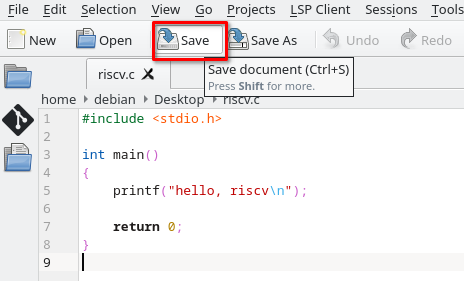 File Edit Selection View Go Projects LSP Client Sessions Tools
New Open Save Save As Undo Redo
riscv.c
Save document (Ctrl+S)
Press Shift for more.
home > debian > Desktop > riscv.c
1 #include <stdio.h>
2
3 int main()
4 {
5 printf("hello, riscv\n");
6
7 return 0;
8 }
9